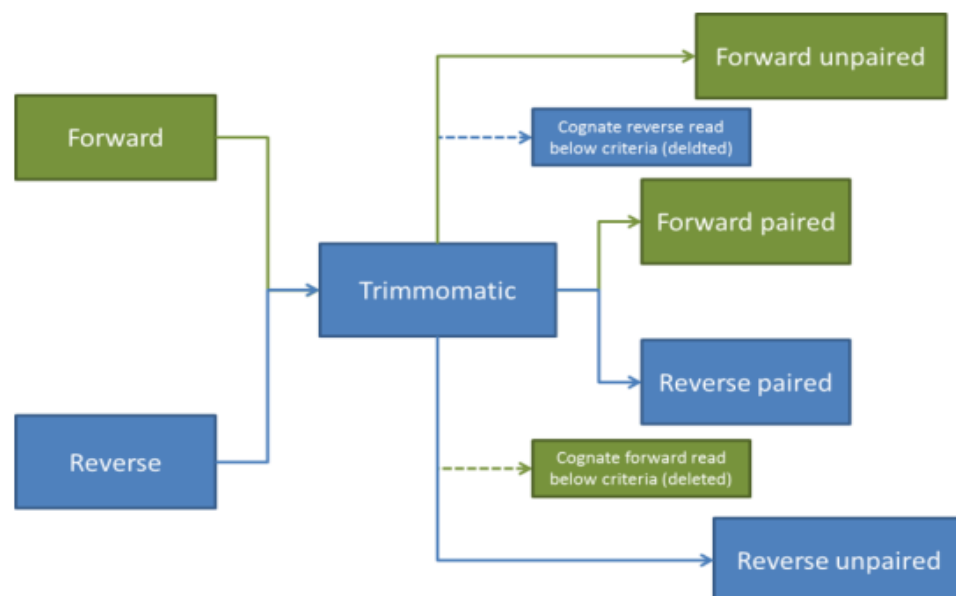 Forward unpaired
Forward
Cognate reverse read
below criteria (deldted)
Forward paired
Trimmomatic
Reverse paired
Reverse
Cognate forward read
below criteria (deleted)
Reverse unpaired